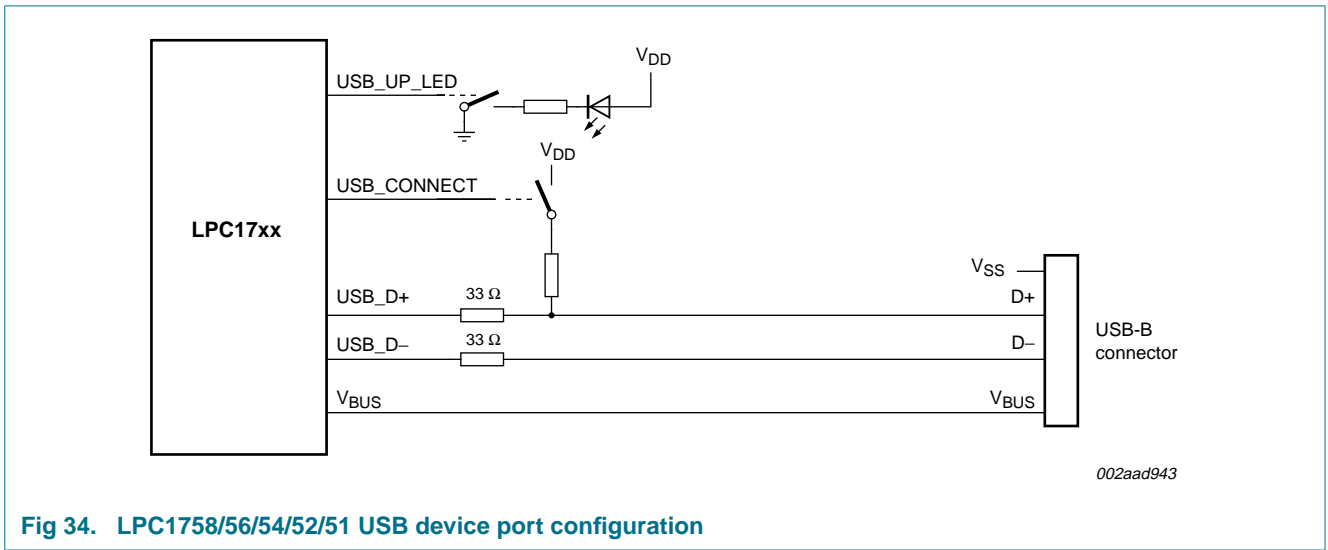 V_DD
USB_UP_LED
V_DD
USB_CONNECT
LPC17xx
V_SS
USB_D+ 33 Ω D+
USB_D− 33 Ω D−
USB-B
connector
V_BUS V_BUS
002aad943
Fig 34. LPC1758/56/54/52/51 USB device port configuration